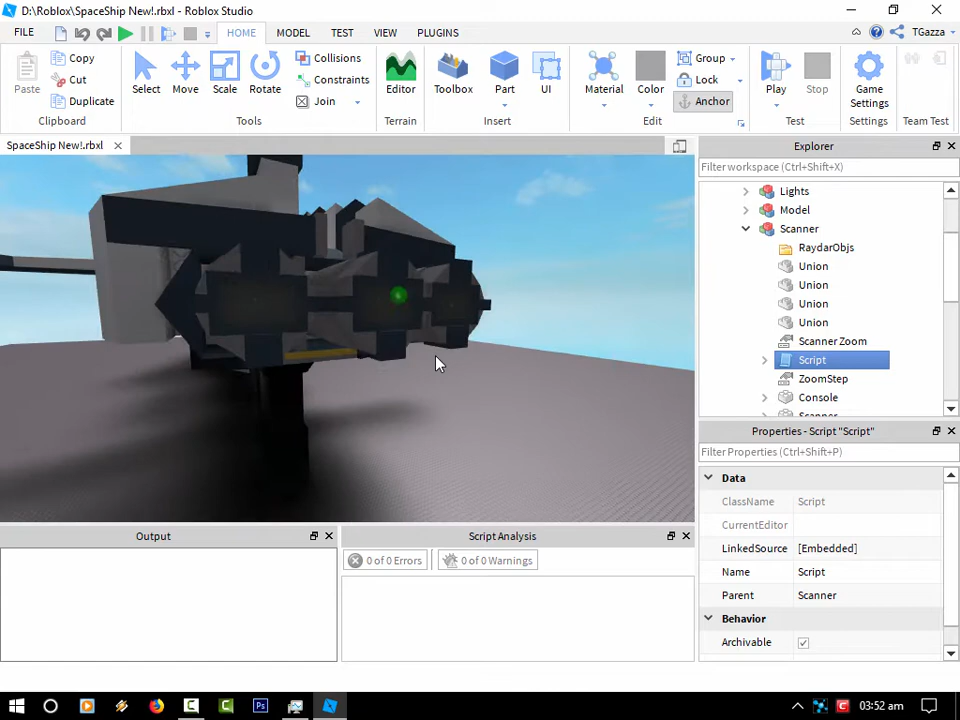 D:\Roblox\SpaceShip New!.rbxl - Roblox Studio
FILE HOME MODEL TEST VIEW PLUGINS TGazza
Paste Copy Cut Duplicate Select Move Scale Rotate Collisions Constraints Join Editor Toolbox Part UI Material Color Group Lock Anchor Play Stop Game Settings
Clipboard Tools Terrain Insert Edit Test Settings Team Test
SpaceShip New!.rbxl
Explorer
Filter workspace (Ctrl+Shift+X)
Lights
Model
Scanner
RaydarObjs
Union
Union
Union
Union
Scanner Zoom
Script
ZoomStep
Console
Scanner
Properties - Script "Script"
Filter Properties (Ctrl+Shift+P)
Data
ClassName Script
CurrentEditor
LinkedSource [Embedded]
Name Script
Parent Scanner
Behavior
Archivable
Output
Script Analysis
0 of 0 Errors 0 of 0 Warnings
03:52 am